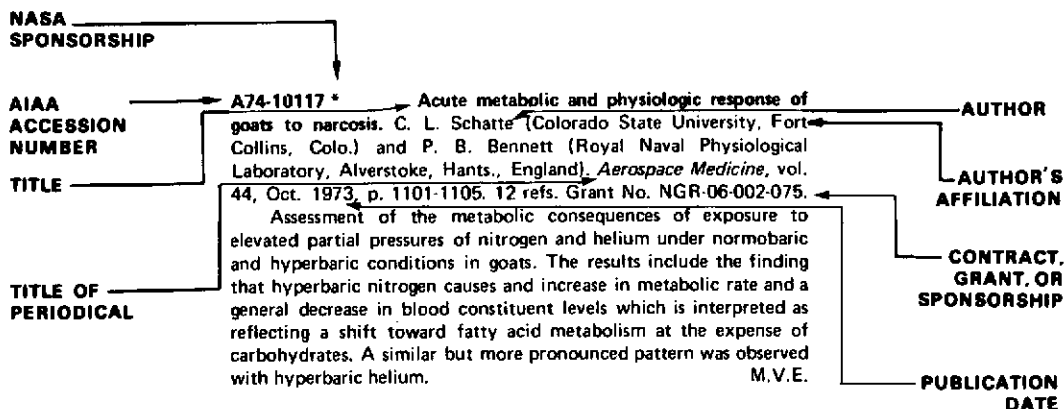 NASA
SPONSORSHIP
AIAA
ACCESSION
NUMBER
TITLE
TITLE OF
PERIODICAL
A74-10117 * Acute metabolic and physiologic response of
goats to narcosis. C. L. Schatte (Colorado State University, Fort
Collins, Colo.) and P. B. Bennett (Royal Naval Physiological
Laboratory, Alverstoke, Hants., England). Aerospace Medicine, vol.
44, Oct. 1973, p. 1101-1105. 12 refs. Grant No. NGR-06-002-075.
Assessment of the metabolic consequences of exposure to
elevated partial pressures of nitrogen and helium under normobaric
and hyperbaric conditions in goats. The results include the finding
that hyperbaric nitrogen causes and increase in metabolic rate and a
general decrease in blood constituent levels which is interpreted as
reflecting a shift toward fatty acid metabolism at the expense of
carbohydrates. A similar but more pronounced pattern was observed
with hyperbaric helium. M.V.E.
AUTHOR
AUTHOR'S
AFFILIATION
CONTRACT,
GRANT, OR
SPONSORSHIP
PUBLICATION
DATE